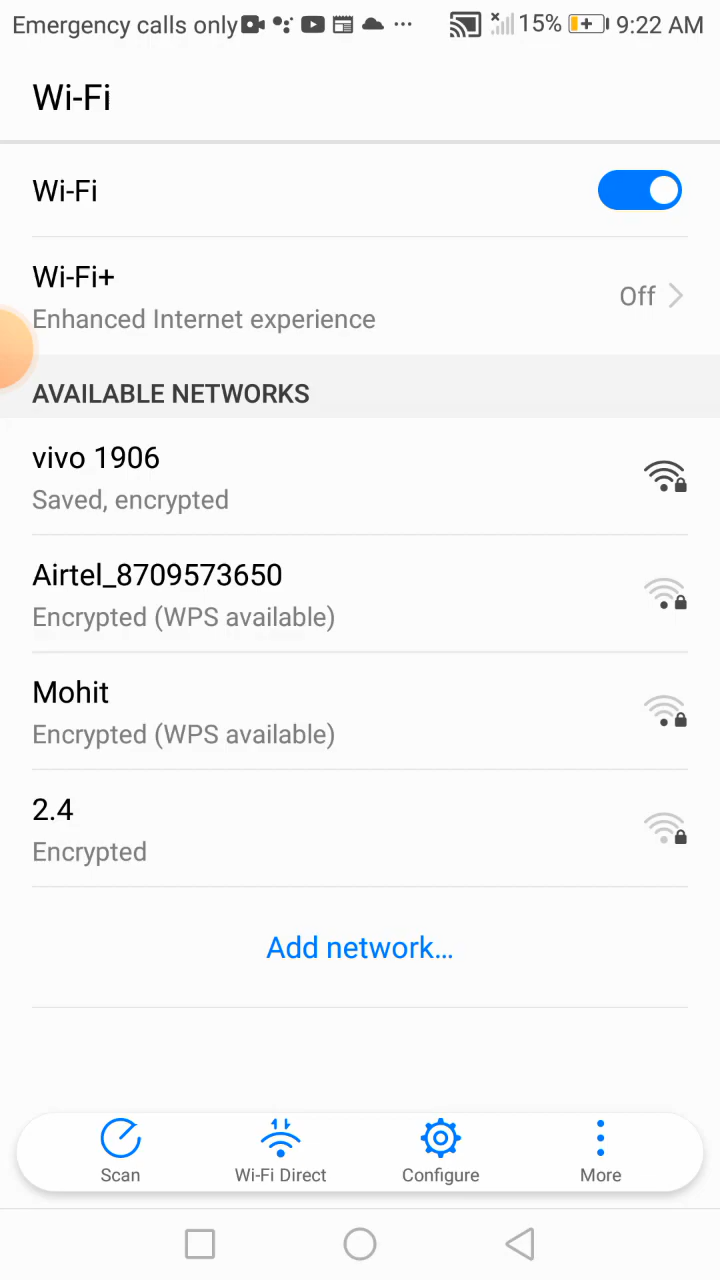 Emergency calls only 15% 9:22 AM
Wi-Fi
Wi-Fi
Wi-Fi+
Enhanced Internet experience
Off
AVAILABLE NETWORKS
vivo 1906
Saved, encrypted
Airtel_8709573650
Encrypted (WPS available)
Mohit
Encrypted (WPS available)
2.4
Encrypted
Add network...
Scan Wi-Fi Direct Configure More